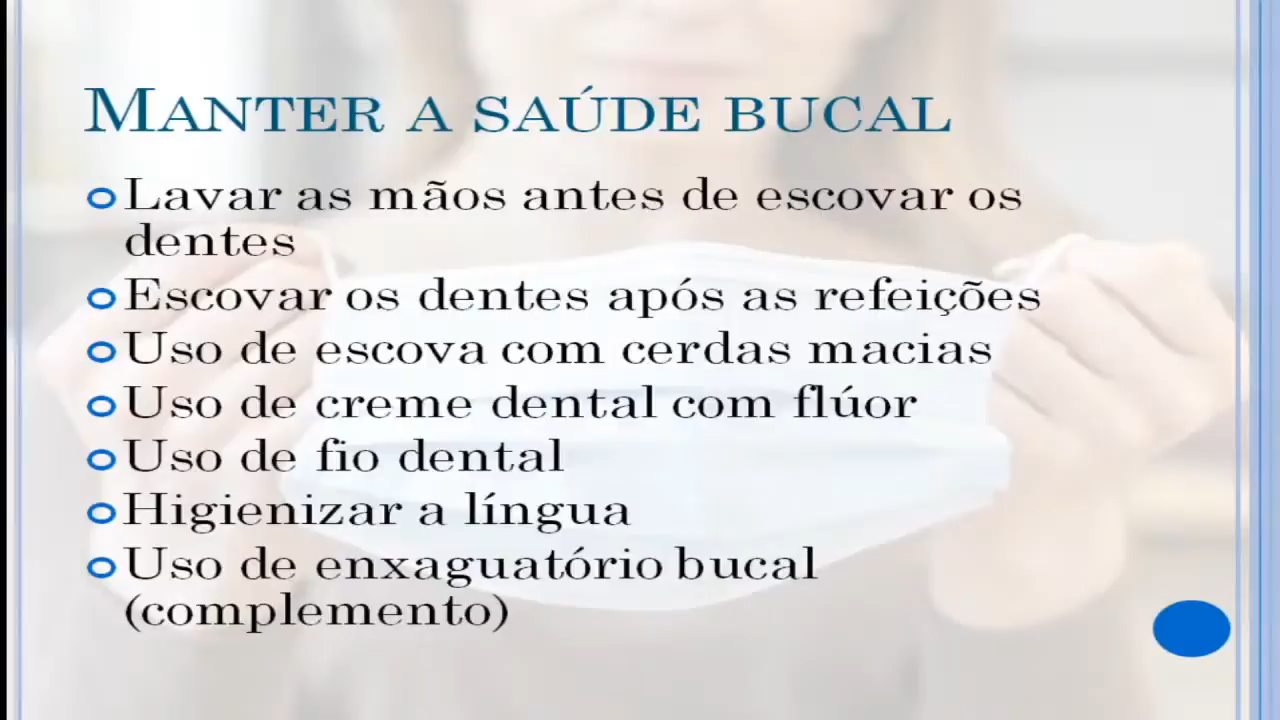 Manter a saúde bucal
Lavar as mãos antes de escovar os
dentes
Escovar os dentes após as refeições
Uso de escova com cerdas macias
Uso de creme dental com flúor
Uso de fio dental
Higienizar a língua
Uso de enxaguatório bucal
(complemento)